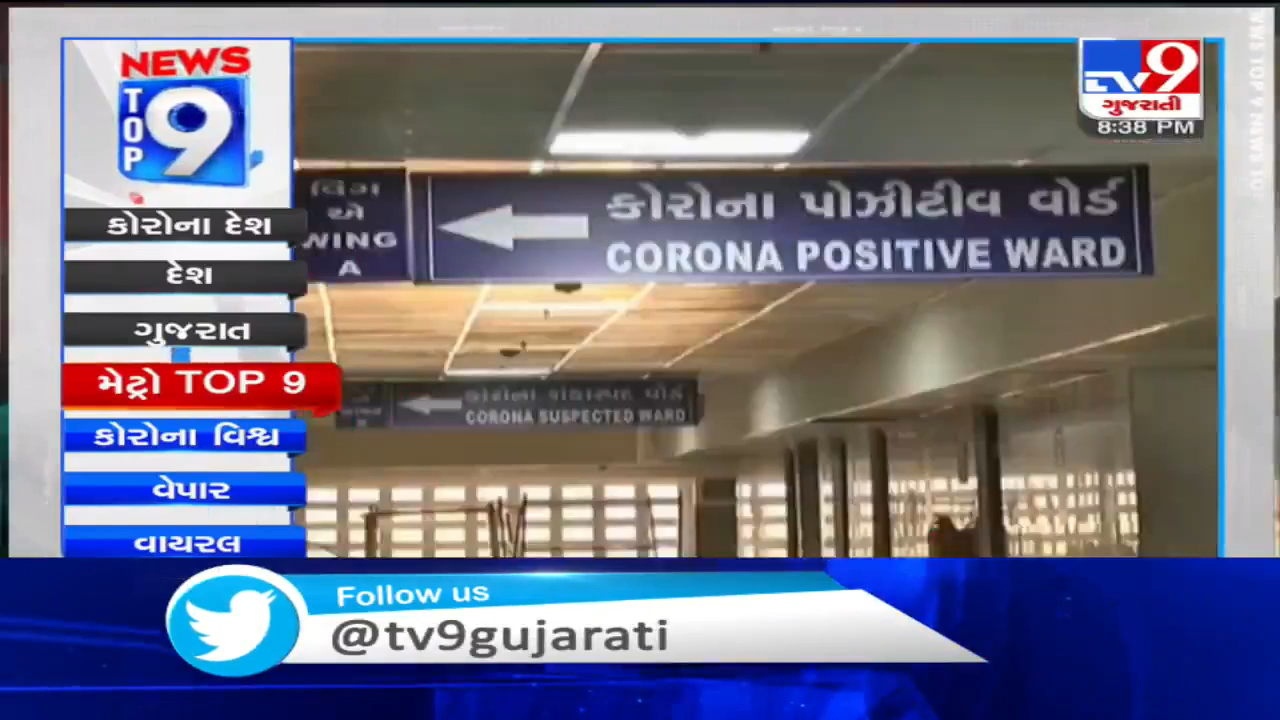 NEWS
TOP
9
કોરોના દેશ
દેશ
ગુજરાત
મેટ્રો TOP 9
કોરોના વિશ્વ
વેપાર
વાયરલ
TV9
ગુજરાતી
8:38 PM
વિંગ
એ
WING
A
કોરોના પોઝીટીવ વોર્ડ
CORONA POSITIVE WARD
કોરોના શંકાસ્પદ વોર્ડ
CORONA SUSPECTED WARD
Follow us
@tv9gujarati